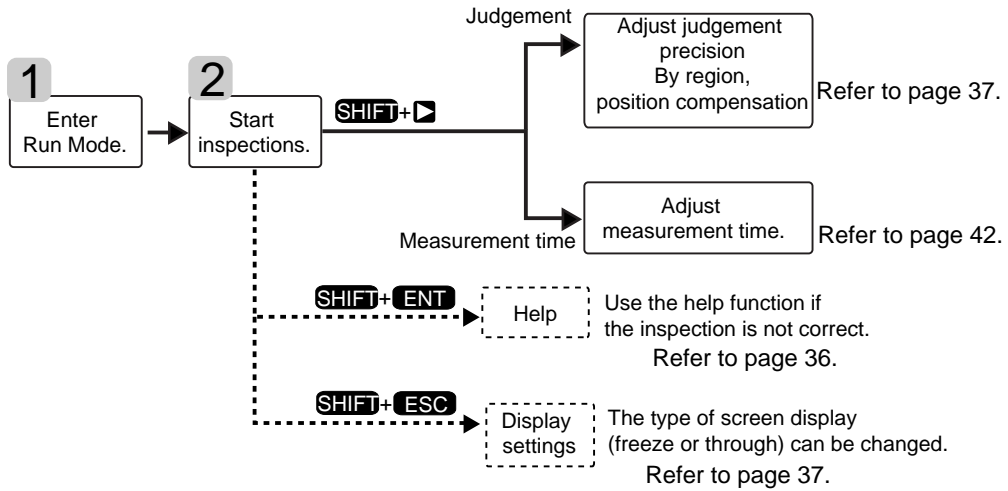 1
Enter
Run Mode.
2
Start
inspections.
SHIFT+
Judgement
Adjust judgement
precision
By region,
position compensation
Refer to page 37.
Measurement time
Adjust
measurement time.
Refer to page 42.
SHIFT+ENT
Help
Use the help function if
the inspection is not correct.
Refer to page 36.
SHIFT+ESC
Display
settings
The type of screen display
(freeze or through) can be changed.
Refer to page 37.